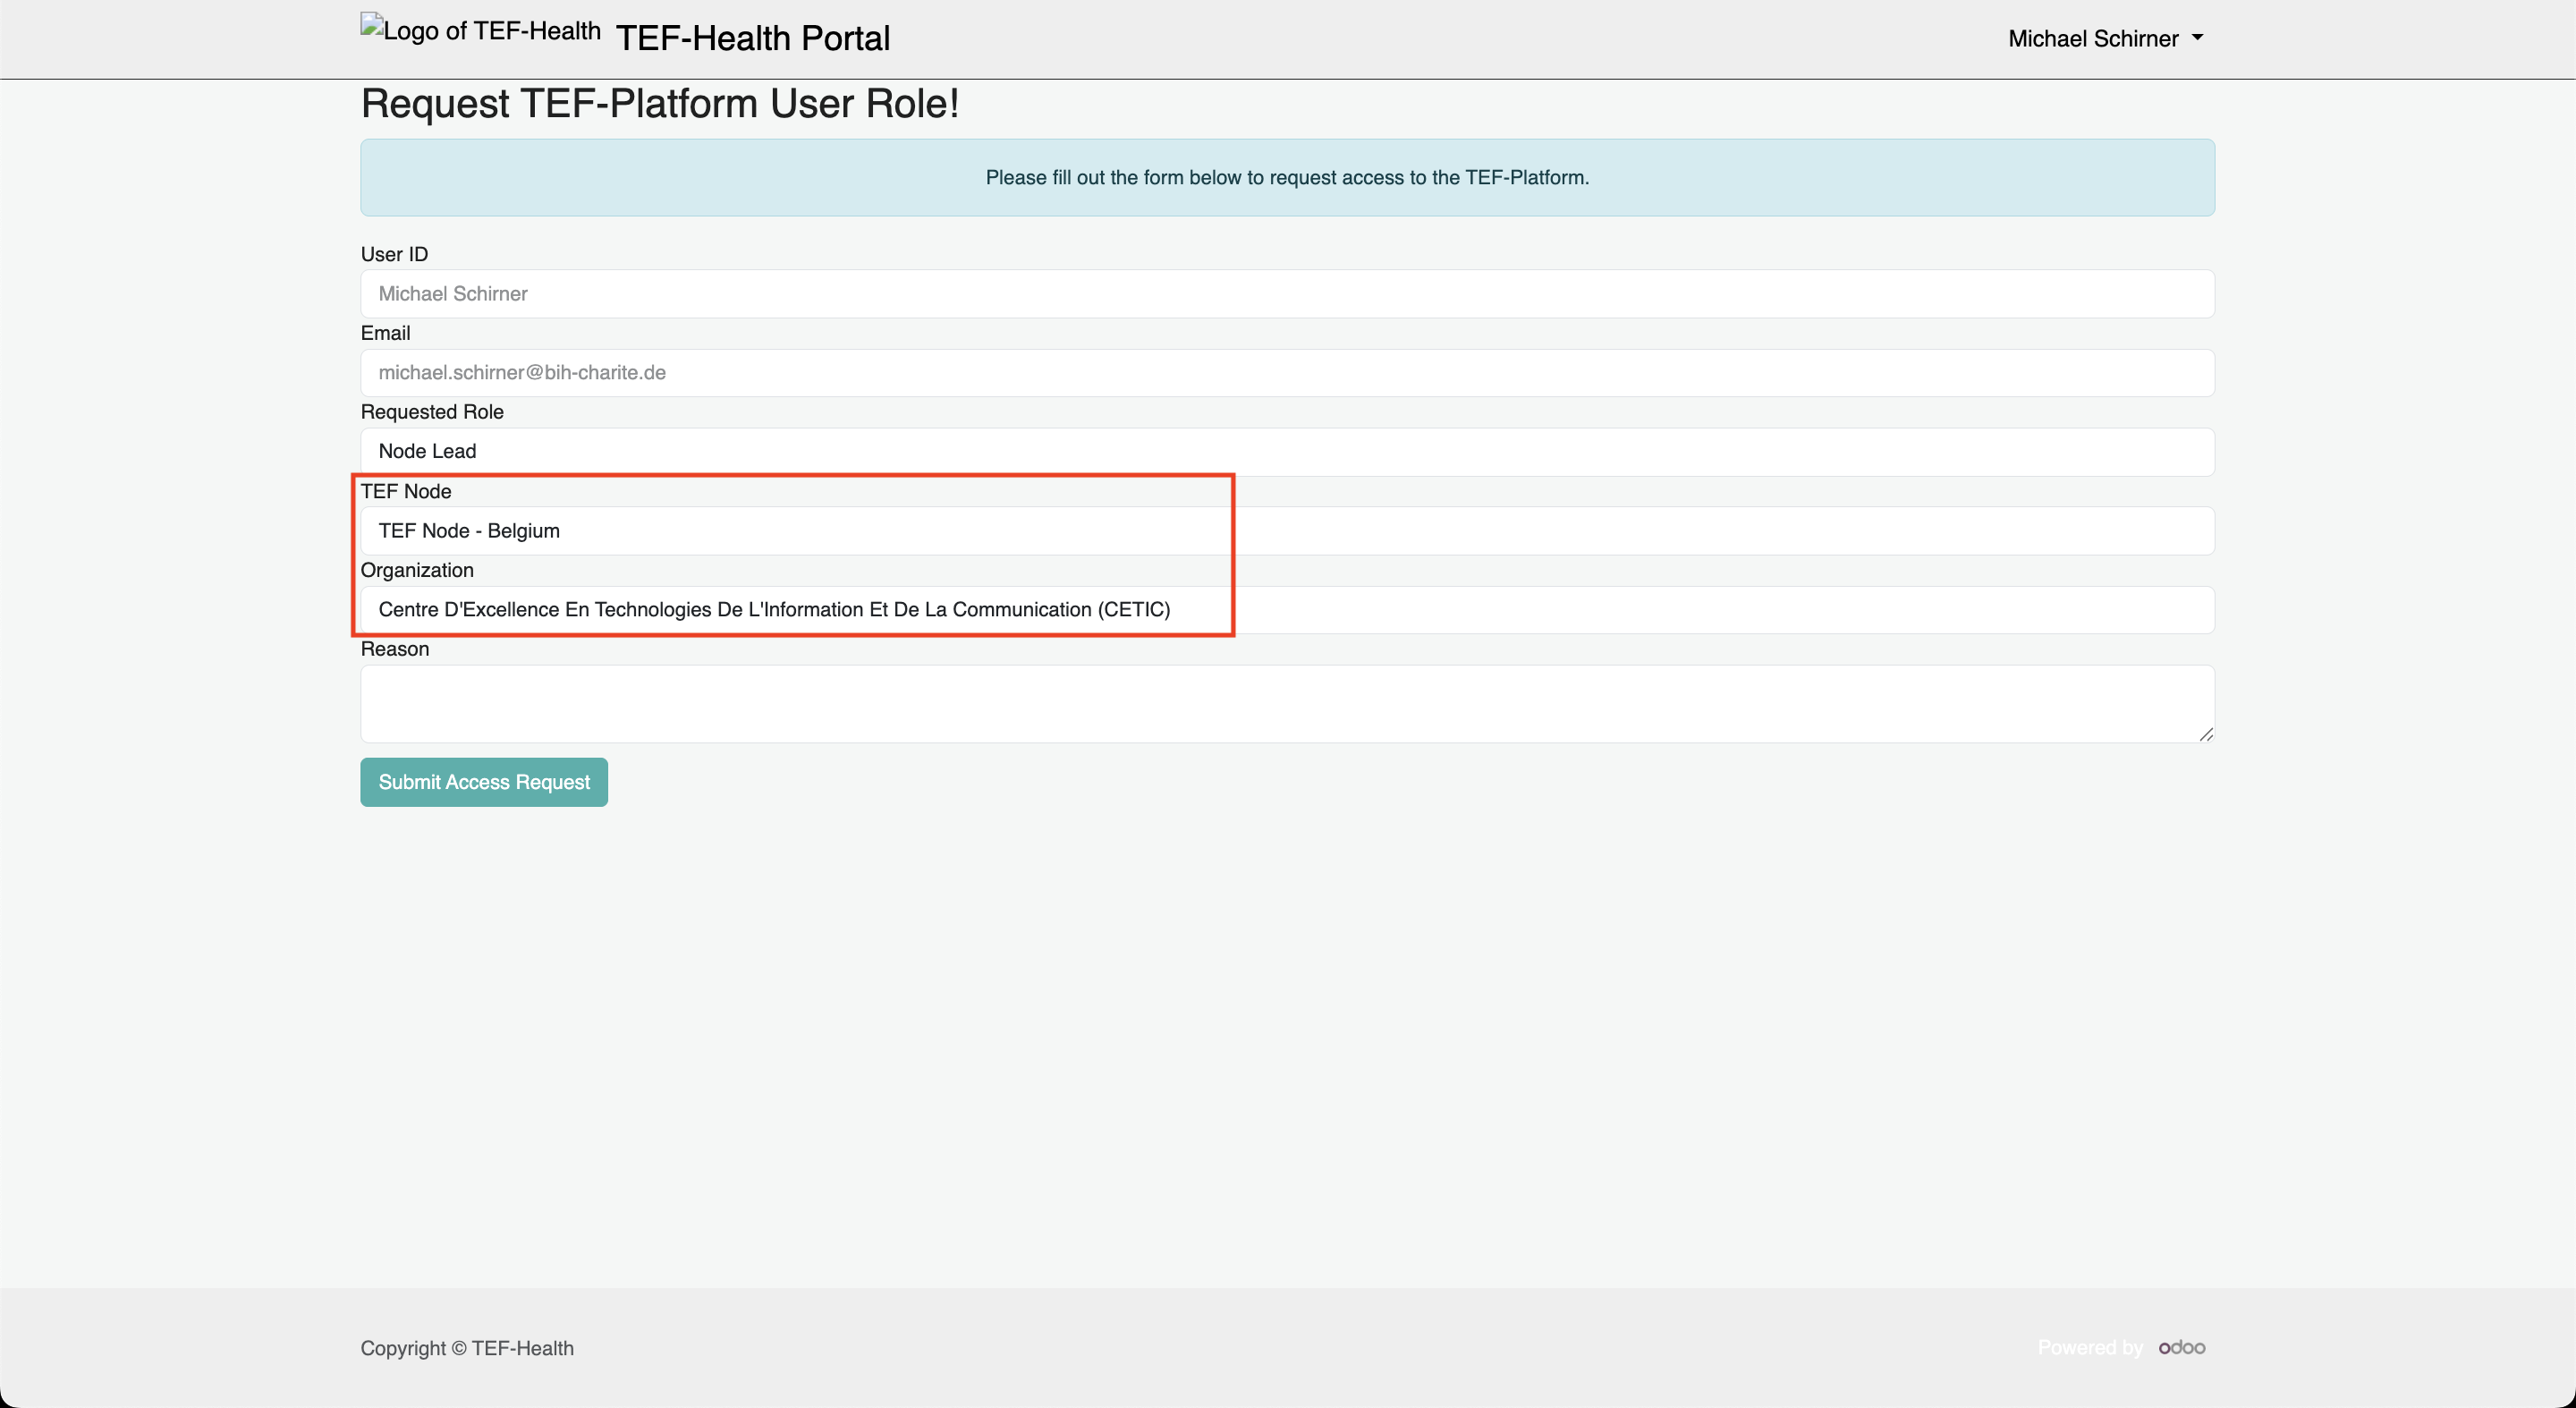 Logo of TEF-Health TEF-Health Portal Michael Schirner
Request TEF-Platform User Role!
Please fill out the form below to request access to the TEF-Platform.
User ID
Michael Schirner
Email
michael.schirner@bih-charite.de
Requested Role
Node Lead
TEF Node
TEF Node - Belgium
Organization
Centre D'Excellence En Technologies De L'Information Et De La Communication (CETIC)
Reason
Submit Access Request
Copyright © TEF-Health Powered by odoo